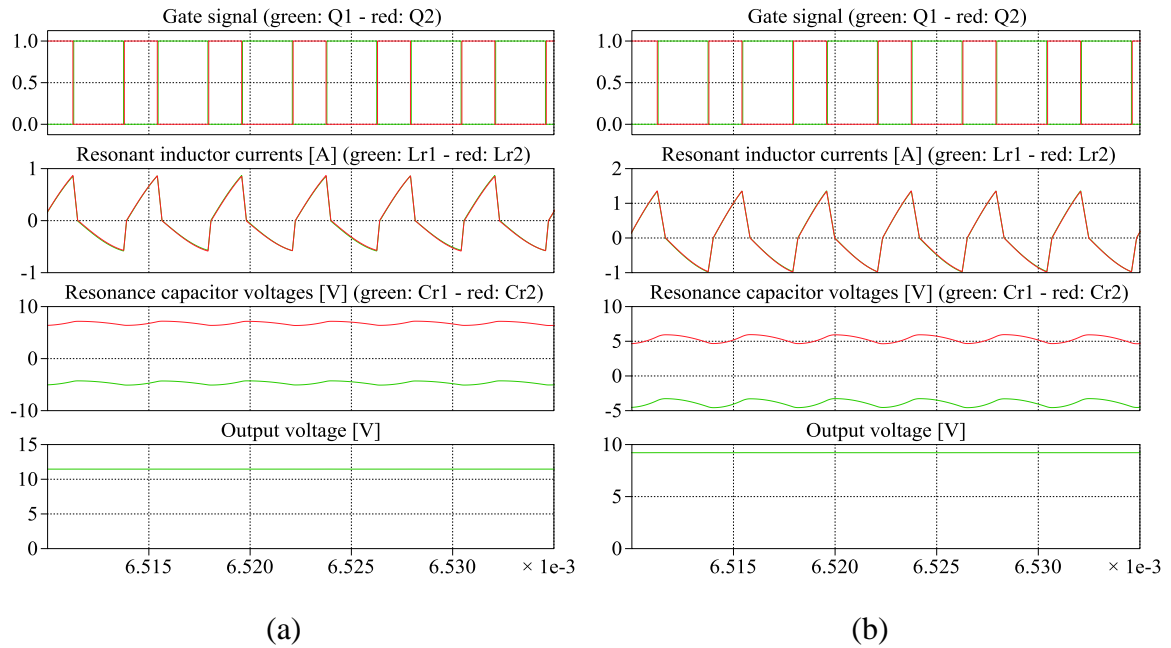 Gate signal (green: Q1 - red: Q2)
1.0
0.5
0.0
Resonant inductor currents [A] (green: Lr1 - red: Lr2)
1
0
-1
Resonance capacitor voltages [V] (green: Cr1 - red: Cr2)
10
0
-10
Output voltage [V]
15
10
5
0
6.515 6.520 6.525 6.530 × 1e-3
(a)
Gate signal (green: Q1 - red: Q2)
1.0
0.5
0.0
Resonant inductor currents [A] (green: Lr1 - red: Lr2)
2
1
0
-1
Resonance capacitor voltages [V] (green: Cr1 - red: Cr2)
10
5
0
-5
Output voltage [V]
10
5
0
6.515 6.520 6.525 6.530 × 1e-3
(b)